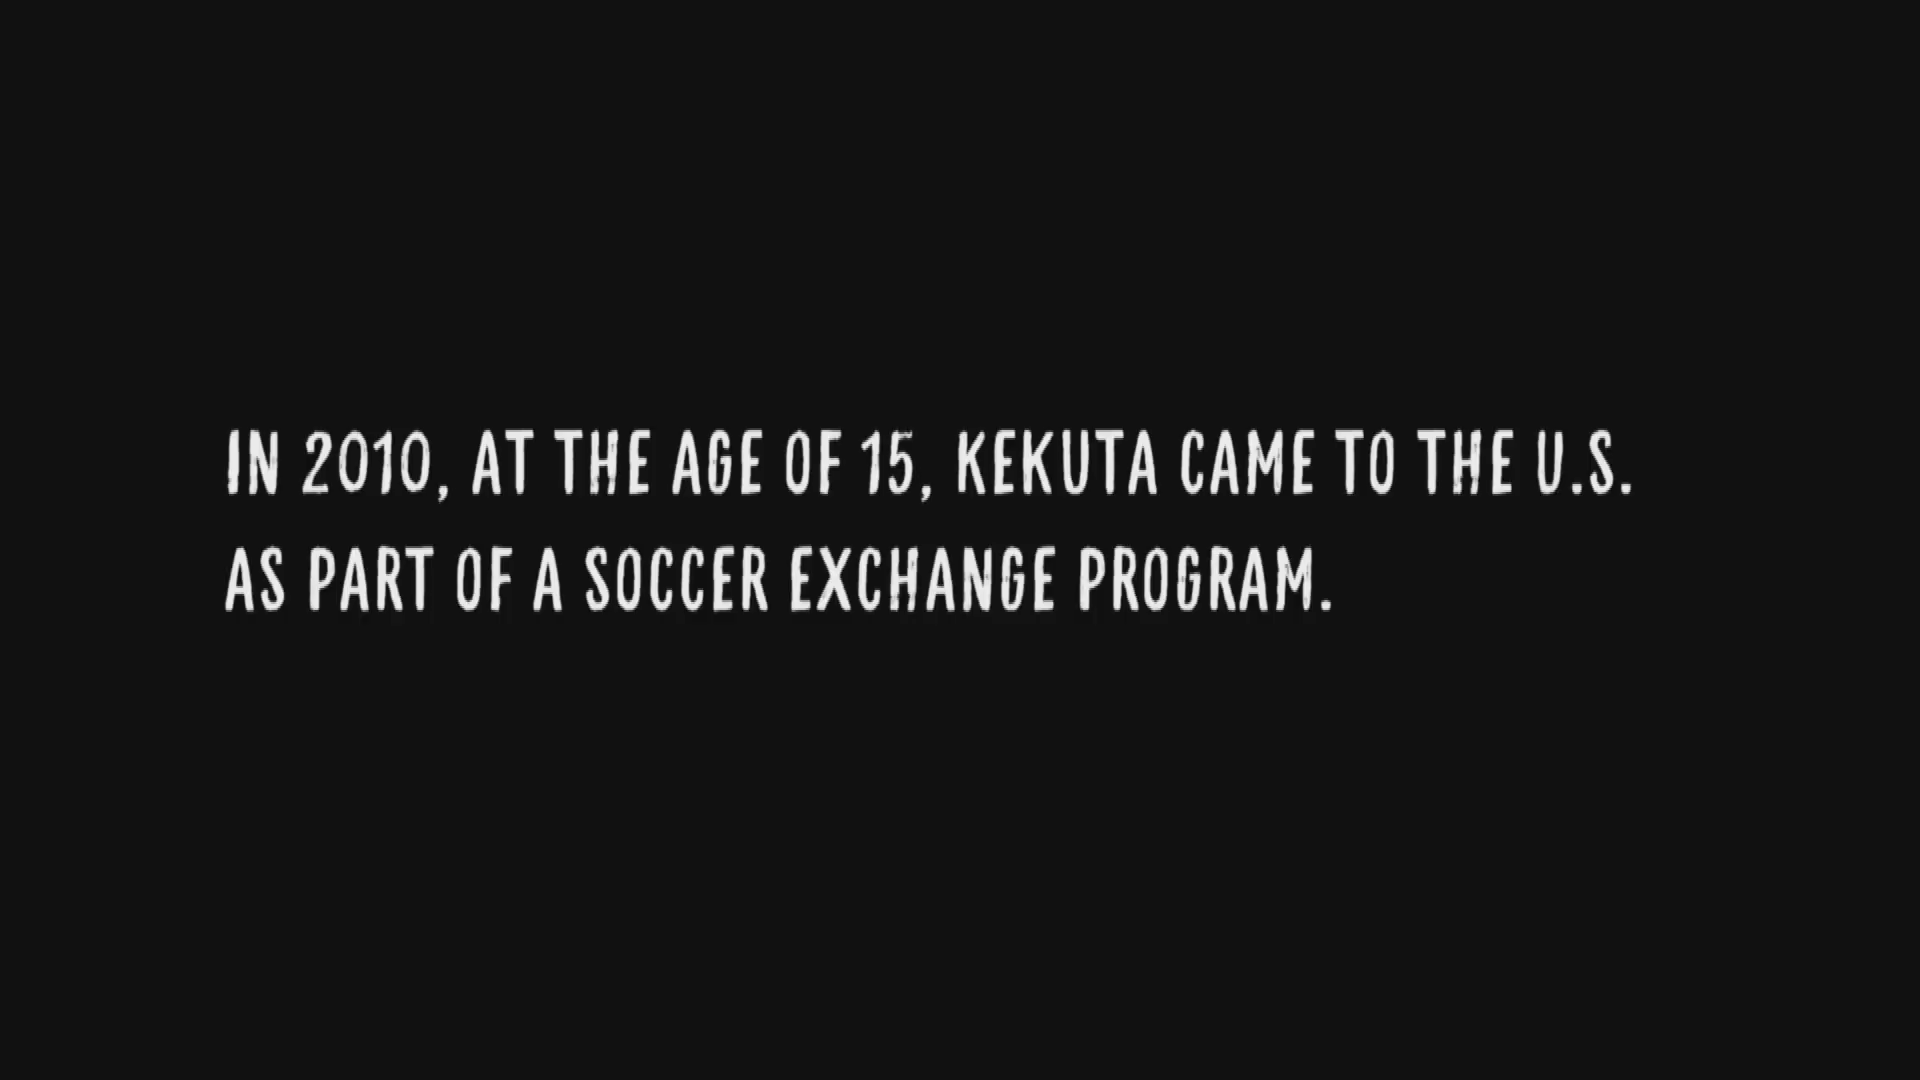 IN 2010, AT THE AGE OF 15, KEKUTA CAME TO THE U.S.
AS PART OF A SOCCER EXCHANGE PROGRAM.